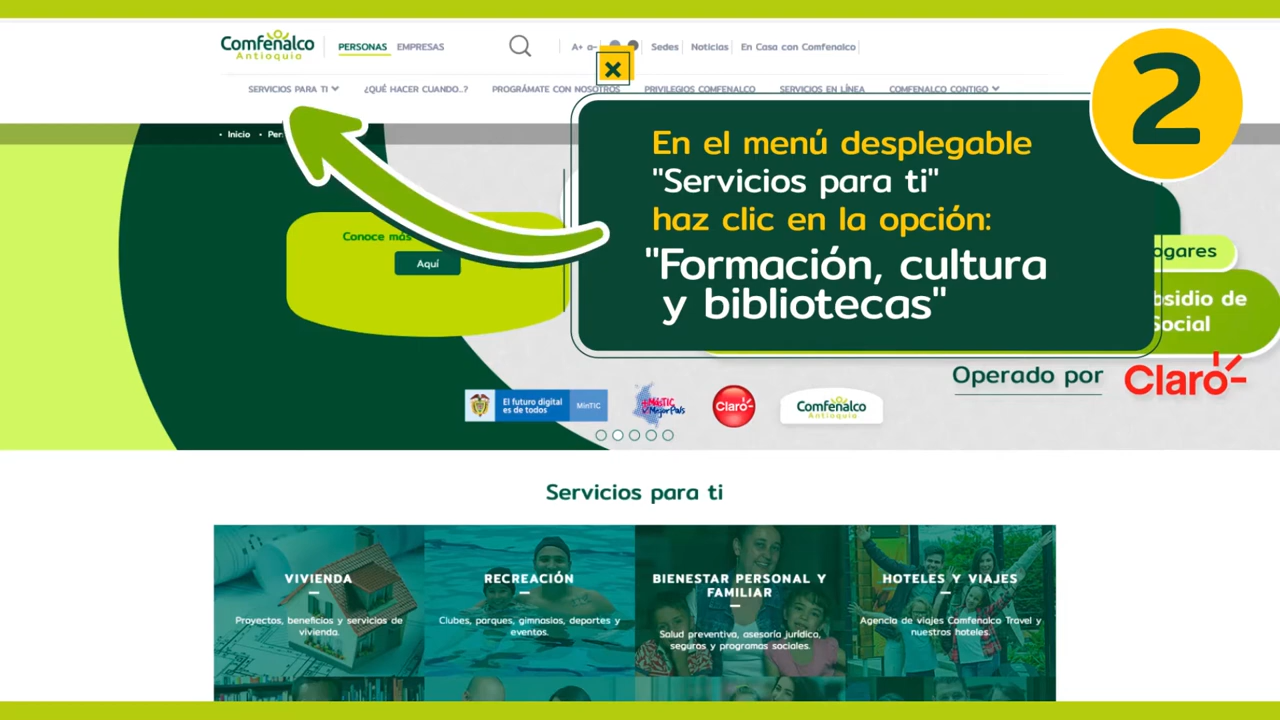 Comfenalco
Antioquia
PERSONAS EMPRESAS
A+ a-
Sedes Noticias En Casa con Comfenalco
SERVICIOS PARA TI ¿QUÉ HACER CUANDO..? PROGRÁMATE CON NOSOTROS PRIVILEGIOS COMFENALCO SERVICIOS EN LÍNEA COMFENALCO CONTIGO
2
• Inicio • Per
En el menú desplegable
"Servicios para ti"
haz clic en la opción:
"Formación, cultura
y bibliotecas"
Conoce más
Aquí
ogares
bsidio de
Social
Operado por Claro
El futuro digital
es de todos
MinTIC
+MásTIC
+MejorPaís
Claro
Comfenalco
Antioquia
Servicios para ti
VIVIENDA
Proyectos, beneficios y servicios de
vivienda.
RECREACIÓN
Clubes, parques, gimnasios, deportes y
eventos.
BIENESTAR PERSONAL Y
FAMILIAR
Salud preventiva, asesoría jurídica,
seguros y programas sociales.
HOTELES Y VIAJES
Agencia de viajes Comfenalco Travel y
nuestros hoteles.